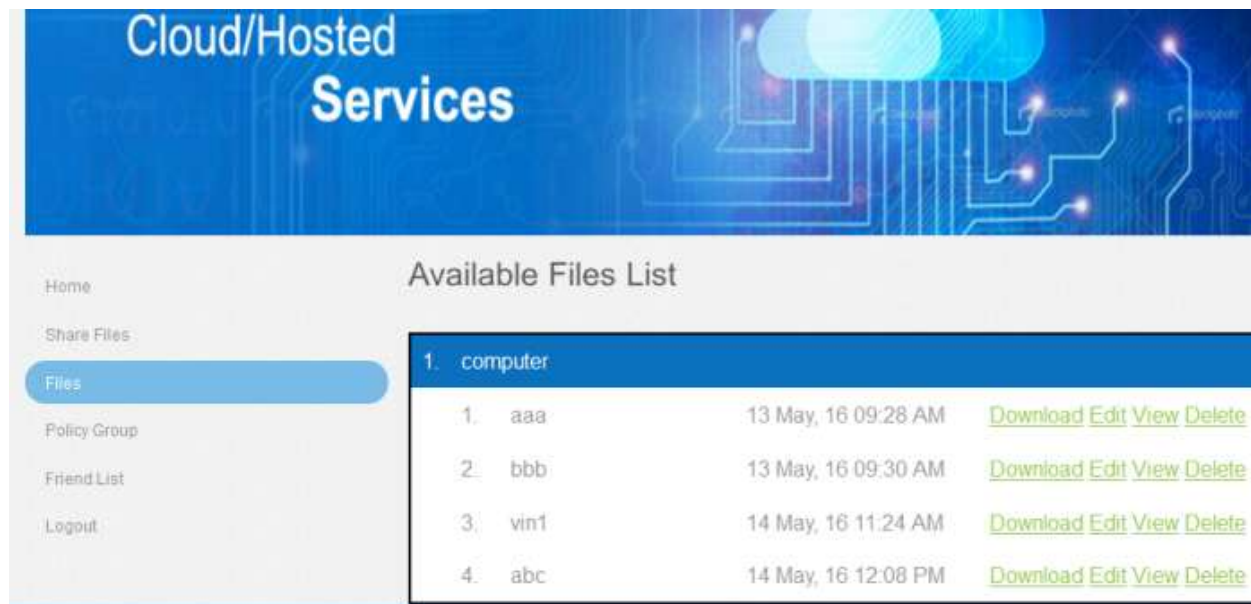 Cloud/Hosted
Services
Home
Share Files
Files
Policy Group
Friend List
Logout
Available Files List
1. computer
1. aaa 13 May, 16 09:28 AM Download Edit View Delete
2. bbb 13 May, 16 09:30 AM Download Edit View Delete
3. vin1 14 May, 16 11:24 AM Download Edit View Delete
4. abc 14 May, 16 12:08 PM Download Edit View Delete